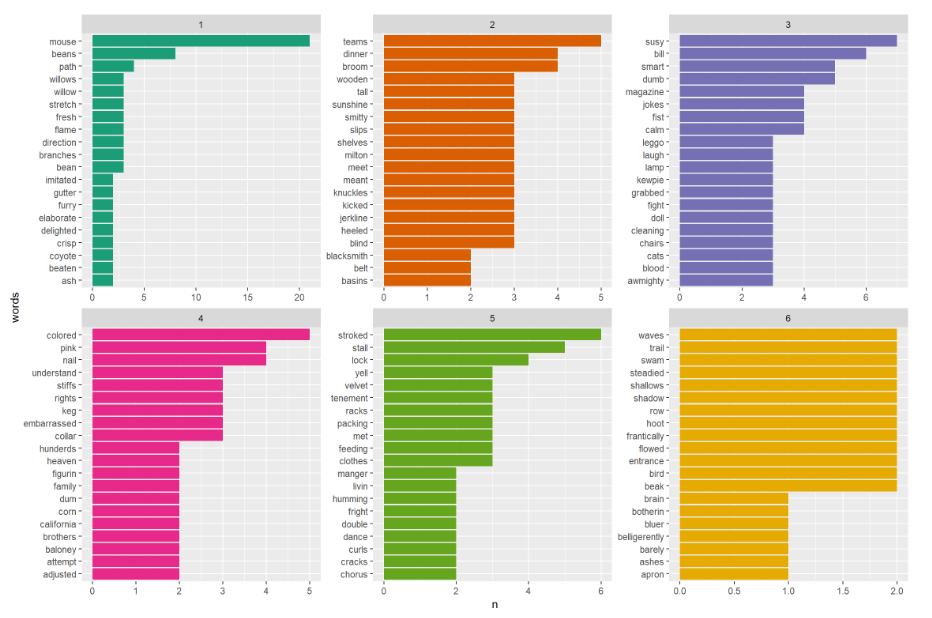 1
mouse
beans
path
willows
willow
stretch
fresh
flame
direction
branches
bean
imitated
gutter
furry
elaborate
delighted
crisp
coyote
beaten
ash
0 5 10 15 20
2
teams
dinner
broom
wooden
tall
sunshine
smitty
slips
shelves
milton
meet
meant
knuckles
kicked
jerkline
heeled
blind
blacksmith
belt
basins
0 1 2 3 4 5
3
susy
bill
smart
dumb
magazine
jokes
fist
calm
leggo
laugh
lamp
kewpie
grabbed
fight
doll
cleaning
chairs
cats
blood
awmighty
0 2 4 6
words
4
colored
pink
nail
understand
stiffs
rights
keg
embarrassed
collar
hunderds
heaven
figurin
family
dum
corn
california
brothers
baloney
attempt
adjusted
0 1 2 3 4 5
5
stroked
stall
lock
yell
velvet
tenement
racks
packing
met
feeding
clothes
manger
livin
humming
fright
double
dance
curls
cracks
chorus
0 2 4 6
6
waves
trail
swam
steadied
shallows
shadow
row
hoot
frantically
flowed
entrance
bird
beak
brain
botherin
bluer
belligerently
barely
ashes
apron
0.0 0.5 1.0 1.5 2.0
n